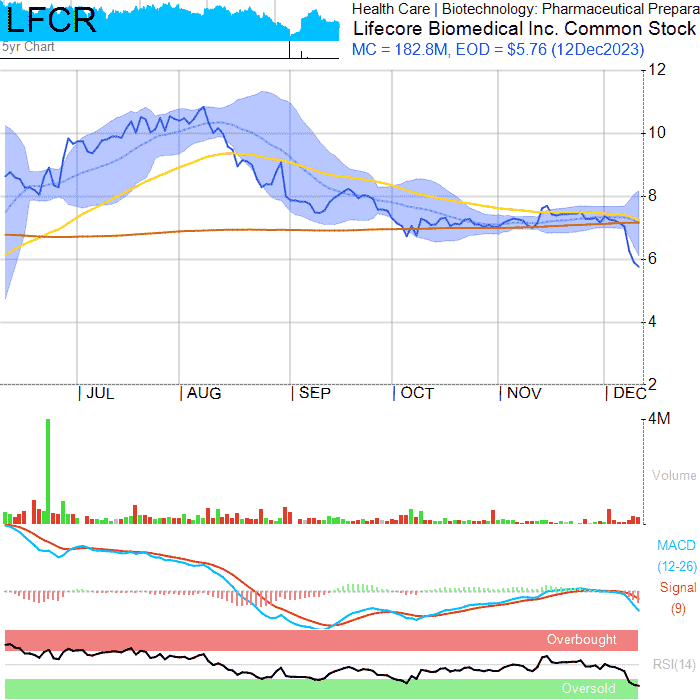 LFCR
5yr Chart
Health Care | Biotechnology: Pharmaceutical Prepara
Lifecore Biomedical Inc. Common Stock
MC = 182.8M, EOD = $5.76 (12Dec2023)
12
10
8
6
4
2
JUL
AUG
SEP
OCT
NOV
DEC
4M
Volume
MACD
(12-26)
Signal
(9)
Overbought
RSI(14)
Oversold